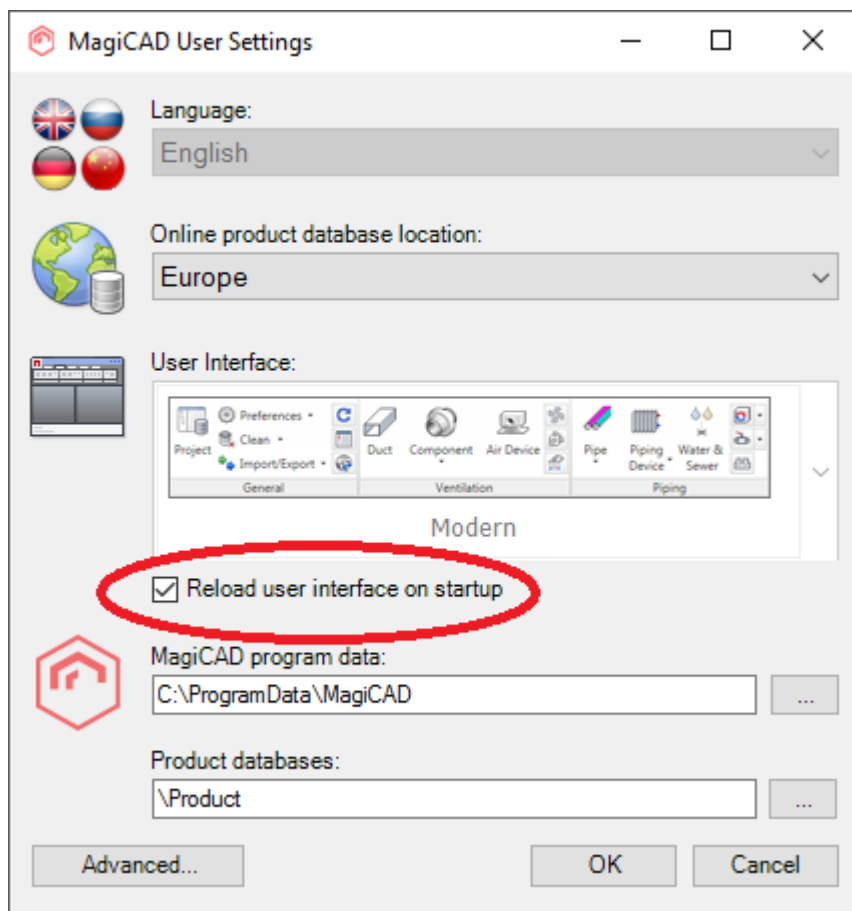 MagiCAD User Settings
Language:
English
Online product database location:
Europe
User Interface:
Project
Preferences
Clean
Import/Export
General
Duct
Component
Air Device
Ventilation
Pipe
Piping
Device
Water &
Sewer
Piping
Modern
Reload user interface on startup
MagiCAD program data:
C:\ProgramData\MagiCAD
...
Product databases:
\Product
...
Advanced...
OK
Cancel